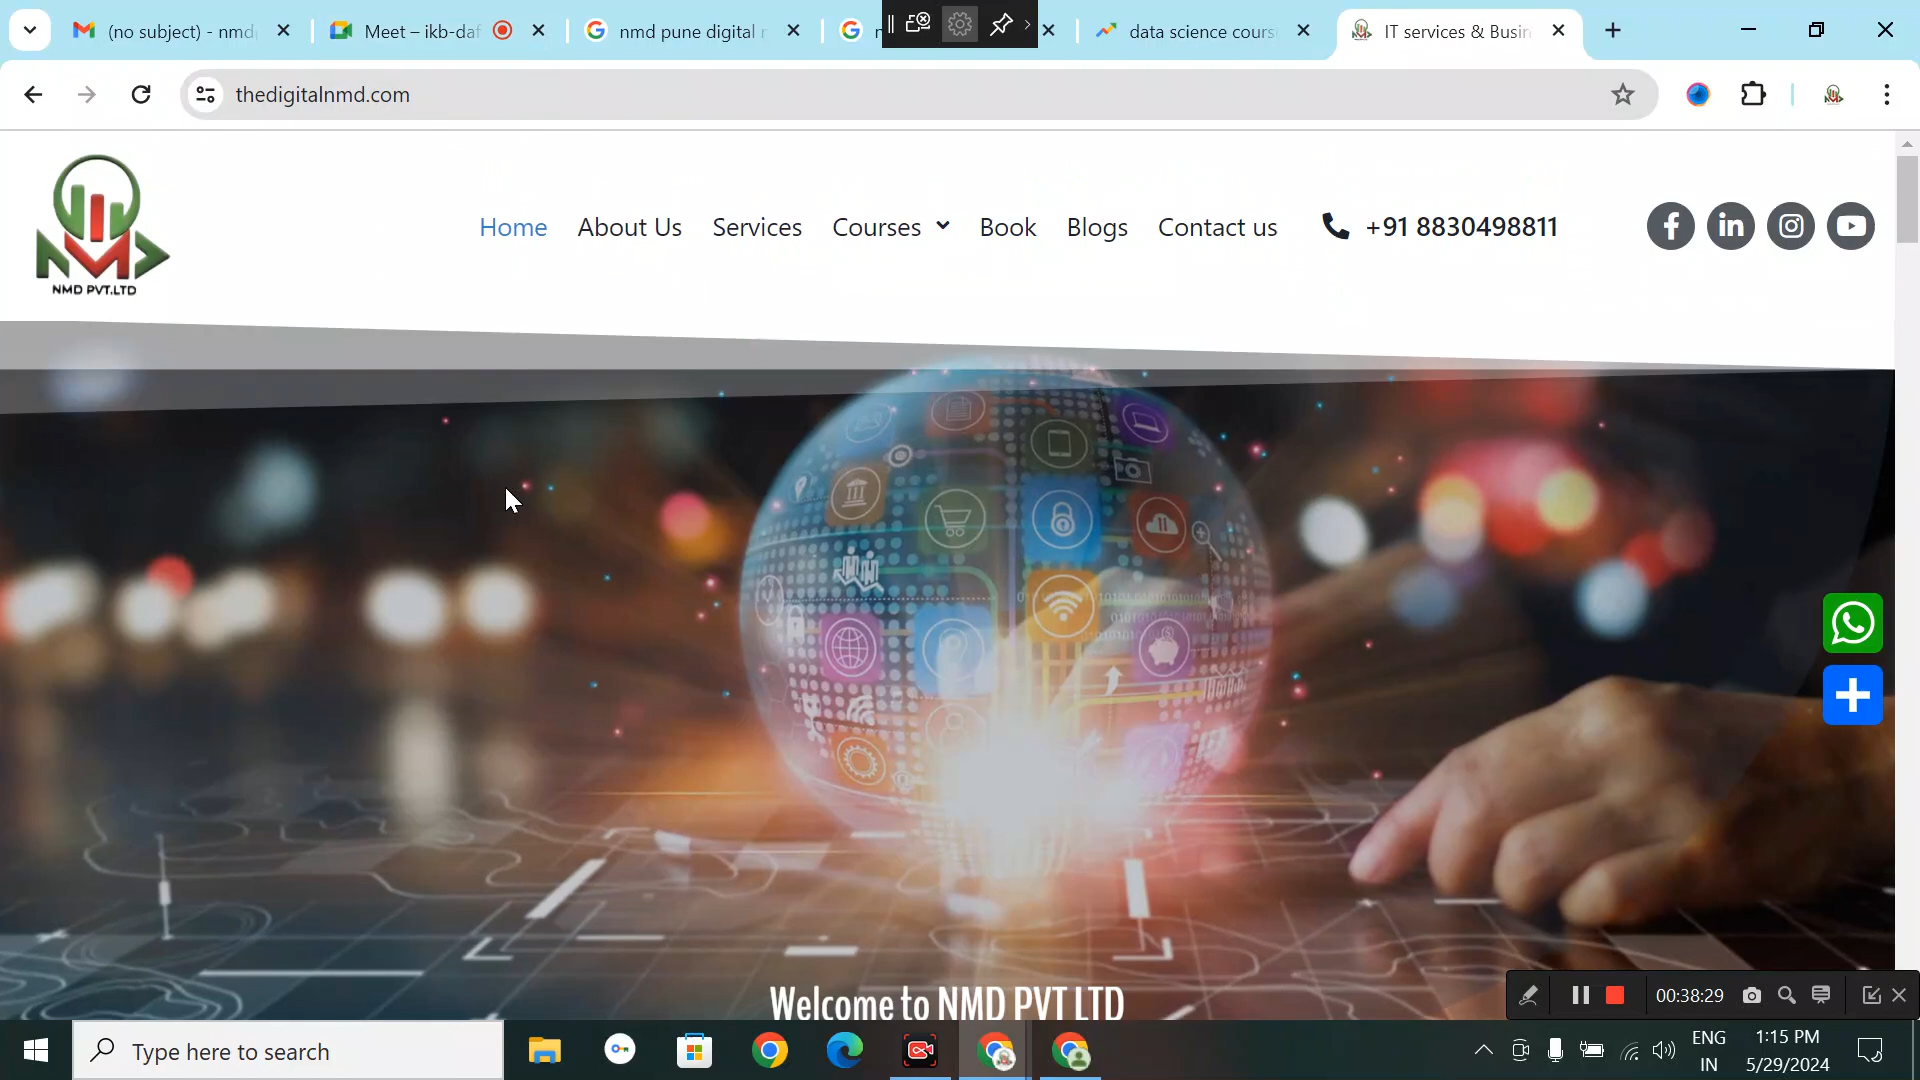 (no subject) - nmd
Meet – ikb-daf
nmd pune digital
data science cours
IT services & Busin
thedigitalnmd.com
NMD PVT.LTD
Home
About Us
Services
Courses
Book
Blogs
Contact us
+91 8830498811
Welcome to NMD PVT LTD
00:38:29
Type here to search
ENG
IN
1:15 PM
5/29/2024